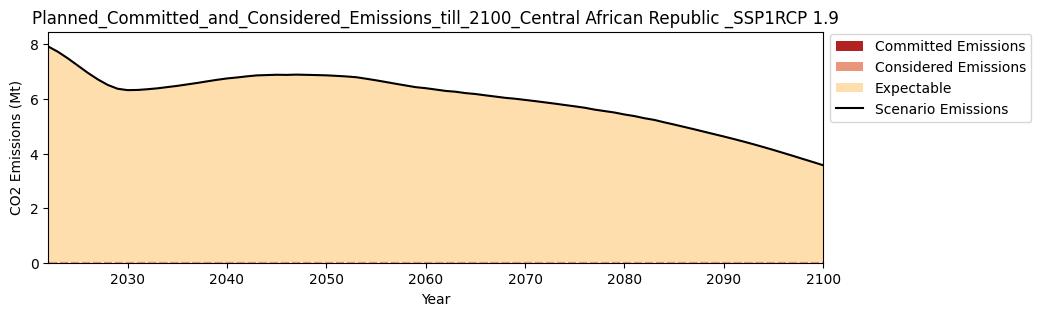 Planned_Committed_and_Considered_Emissions_till_2100_Central African Republic _SSP1RCP 1.9
8
6
4
2
0
CO2 Emissions (Mt)
2030 2040 2050 2060 2070 2080 2090 2100
Year
Committed Emissions
Considered Emissions
Expectable
Scenario Emissions